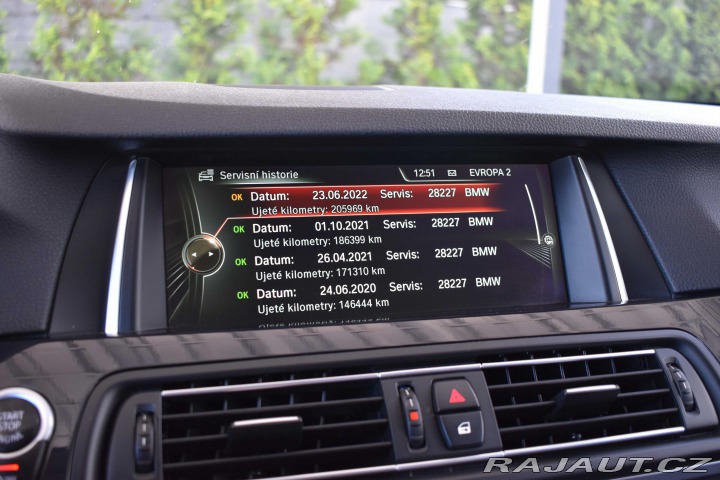 Servisní historie 12:51 EVROPA 2
OK Datum: 23.06.2022 Servis: 28227 BMW
Ujeté kilometry: 205969 km
OK Datum: 01.10.2021 Servis: 28227 BMW
Ujeté kilometry: 186399 km
OK Datum: 26.04.2021 Servis: 28227 BMW
Ujeté kilometry: 171310 km
OK Datum: 24.06.2020 Servis: 28227 BMW
Ujeté kilometry: 146444 km
START
STOP
ENGINE
RAJAUT.CZ